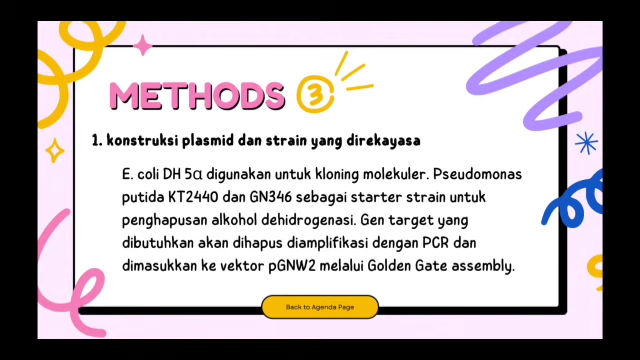 METHODS 3
1. konstruksi plasmid dan strain yang direkayasa
E. coli DH 5α digunakan untuk kloning molekuler. Pseudomonas
putida KT2440 dan GN346 sebagai starter strain untuk
penghapusan alkohol dehidrogenasi. Gen target yang
dibutuhkan akan dihapus diamplifikasi dengan PCR dan
dimasukkan ke vektor pGNW2 melalui Golden Gate assembly.
Back to Agenda Page